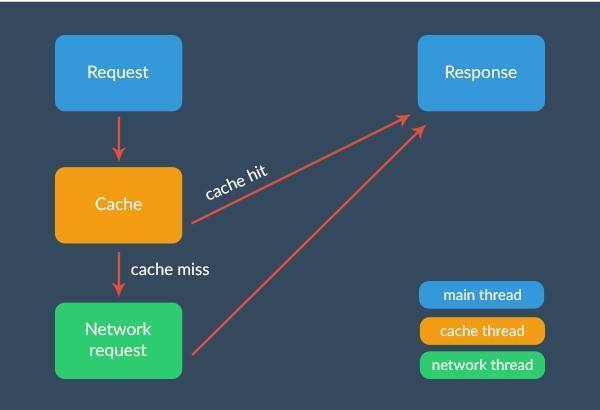 Request
Response
cache hit
Cache
cache miss
Network
request
main thread
cache thread
network thread